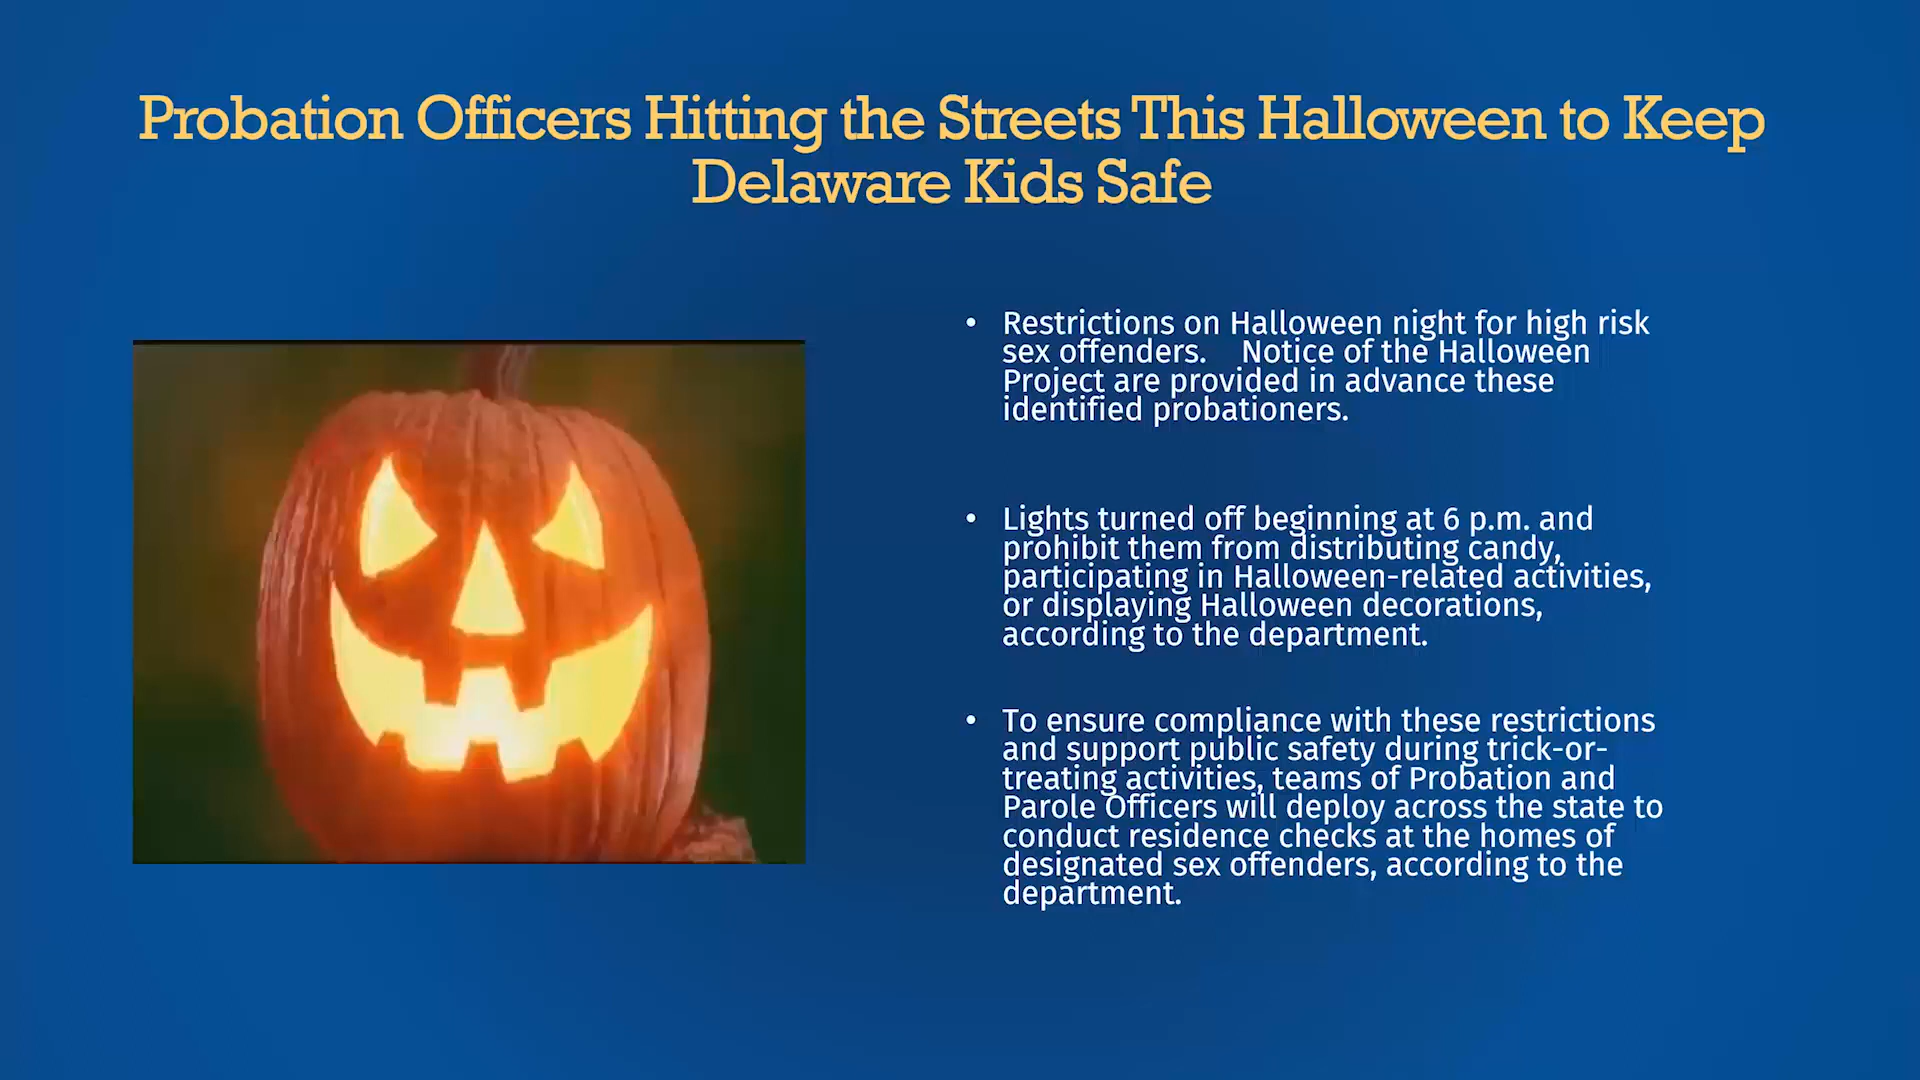 Probation Officers Hitting the Streets This Halloween to Keep
Delaware Kids Safe
• Restrictions on Halloween night for high risk
sex offenders. Notice of the Halloween
Project are provided in advance these
identified probationers.
• Lights turned off beginning at 6 p.m. and
prohibit them from distributing candy,
participating in Halloween-related activities,
or displaying Halloween decorations,
according to the department.
• To ensure compliance with these restrictions
and support public safety during trick-or-
treating activities, teams of Probation and
Parole Officers will deploy across the state to
conduct residence checks at the homes of
designated sex offenders, according to the
department.